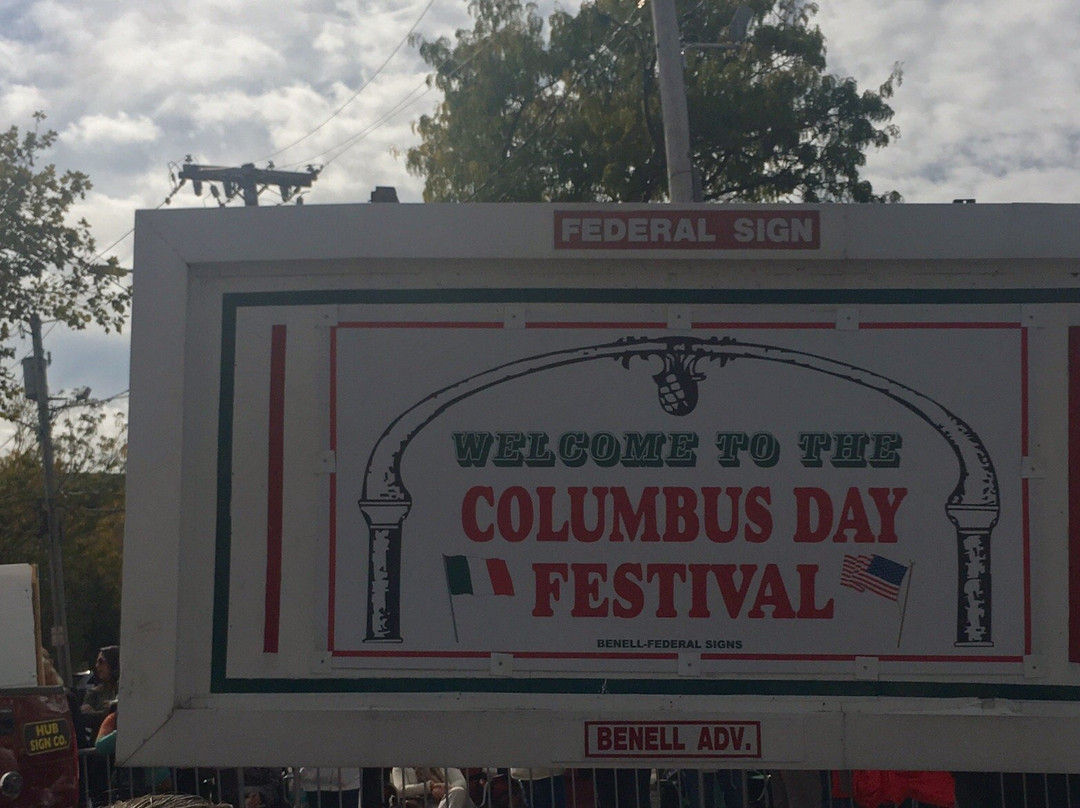 FEDERAL SIGN
WELCOME TO THE
COLUMBUS DAY
FESTIVAL
BENELL-FEDERAL SIGNS
BENELL ADV.
HUB
SIGN CO.